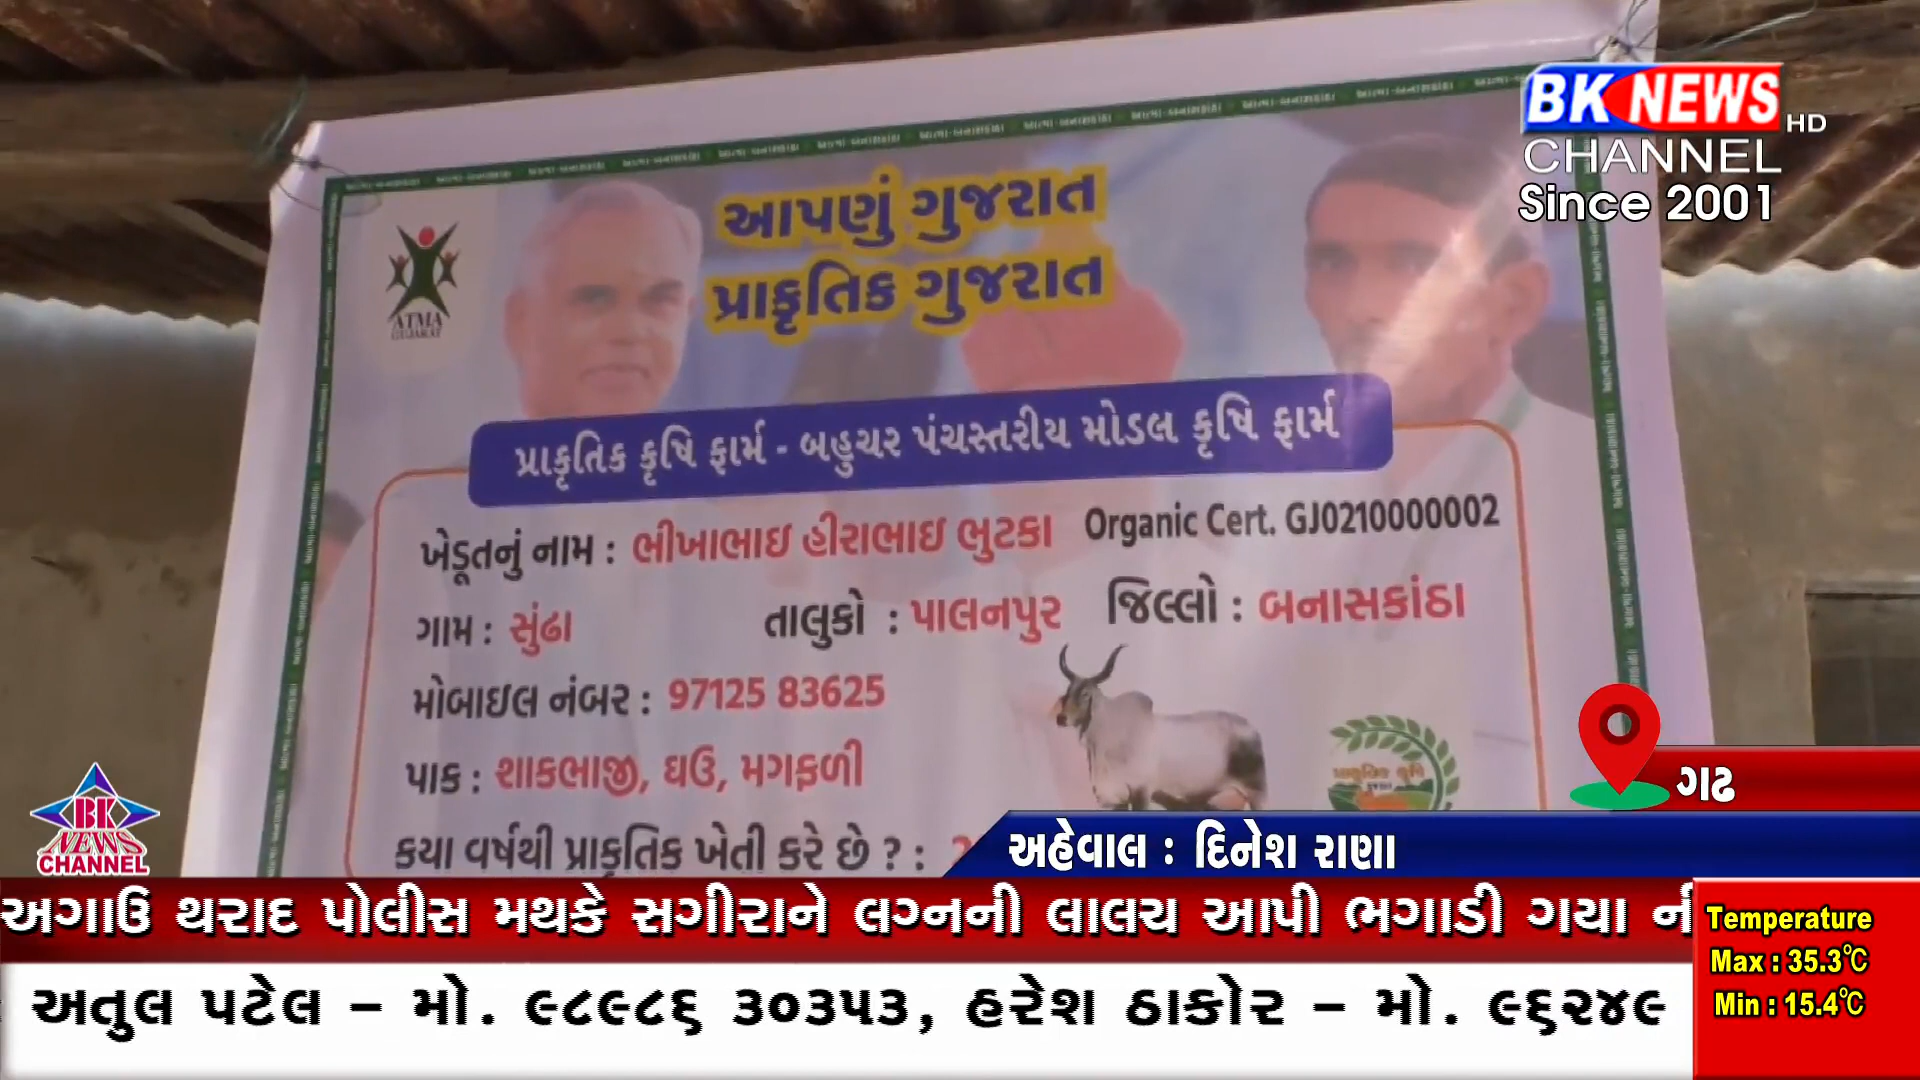 BK NEWS HD
CHANNEL
Since 2001
આપણું ગુજરાત
પ્રાકૃતિક ગુજરાત
ATMA
GUJARAT
પ્રાકૃતિક કૃષિ ફાર્મ - બહુચર પંચસ્તરીય મોડલ કૃષિ ફાર્મ
ખેડૂતનું નામ : ભીખાભાઇ હીરાભાઇ ભુટકા Organic Cert. GJ0210000002
ગામ : સુંઢા તાલુકો : પાલનપુર જિલ્લો : બનાસકાંઠા
મોબાઇલ નંબર : 97125 83625
પાક : શાકભાજી, ઘઉ, મગફળી
કયા વર્ષથી પ્રાકૃતિક ખેતી કરે છે ? :
ગઢ
અહેવાલ : દિનેશ રાણા
BK
NEWS
CHANNEL
અગાઉ થરાદ પોલીસ મથકે સગીરાને લગ્નની લાલચ આપી ભગાડી ગયા ની
અતુલ પટેલ – મો. ૯૮૯૮૬ ૩૦૩૫૩, હરેશ ઠાકોર – મો. ૯૬૨૪૯
Temperature
Max : 35.3℃
Min : 15.4℃